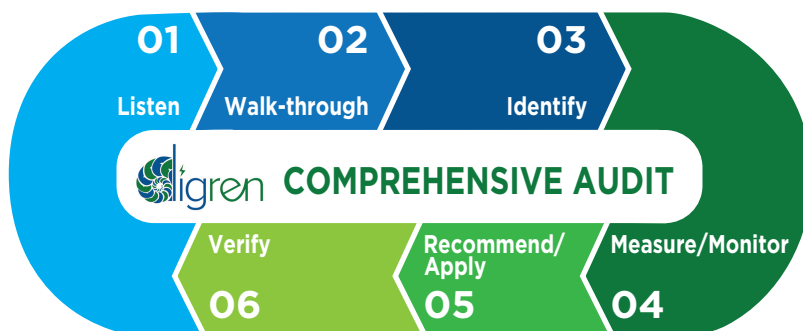 01
Listen
02
Walk-through
03
Identify
digren COMPREHENSIVE AUDIT
Measure/Monitor
04
Recommend/
Apply
05
Verify
06